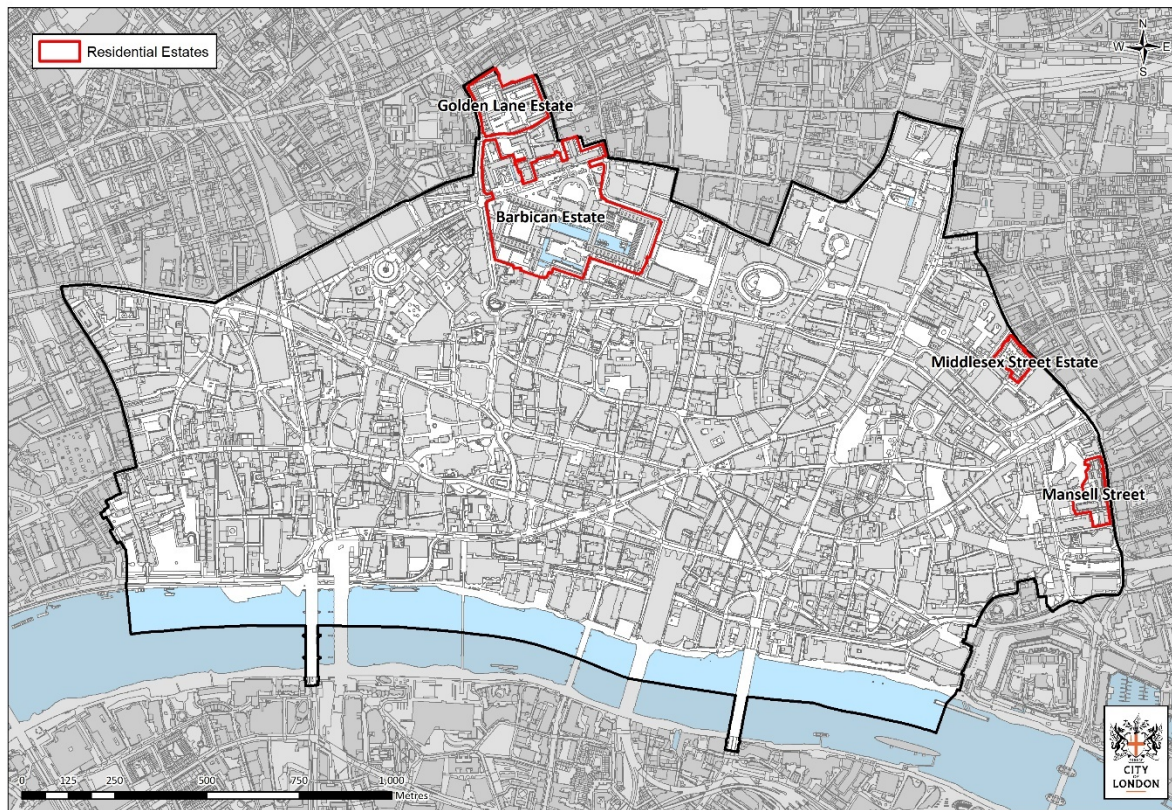 Residential Estates
N
W E
S
Golden Lane Estate
Barbican Estate
Middlesex Street Estate
Mansell Street
0 125 250 500 750 1,000
Metres
CITY
OF
LONDON